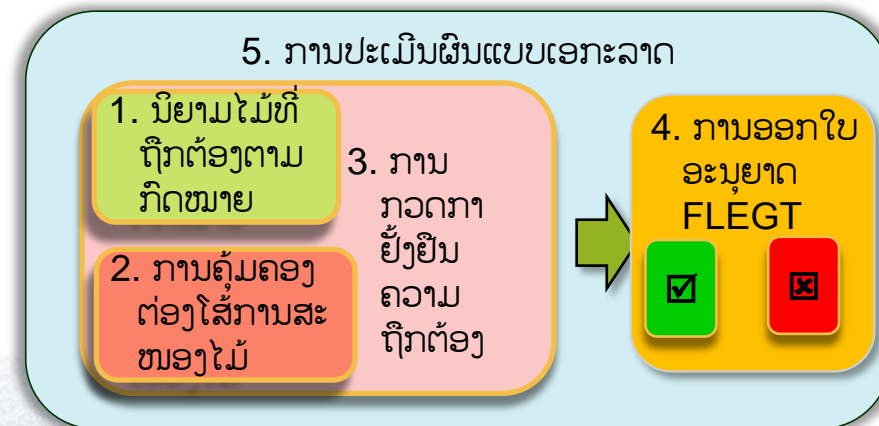 5. ການປະເມີນຜົນແບບເອກະລາດ
1. ນິຍາມໄມ້ທີ່
ຖືກຕ້ອງຕາມ
ກົດໝາຍ
2. ການຄຸ້ມຄອງ
ຕ່ອງໂສ້ການສະ
ໜອງໄມ້
3. ການ
ກວດກາ
ຢັ້ງຢືນ
ຄວາມ
ຖືກຕ້ອງ
4. ການອອກໃບ
ອະນຸຍາດ
FLEGT